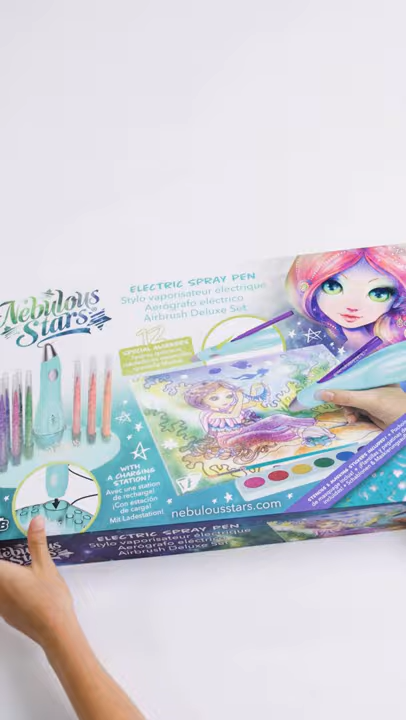 Nebulous
Stars
ELECTRIC SPRAY PEN
Stylo vaporisateur électrique
Aerógrafo eléctrico
Airbrush Deluxe Set
12
SPECIAL MARKERS
WITH
A CHARGING
STATION!
Avec une station
de recharge!
¡Con estación
de carga!
Mit Ladestation!
nebulousstars.com
Nebulous
Stars
ELECTRIC SPRAY PEN
Stylo vaporisateur électrique
Aerógrafo eléctrico
Airbrush Deluxe Set